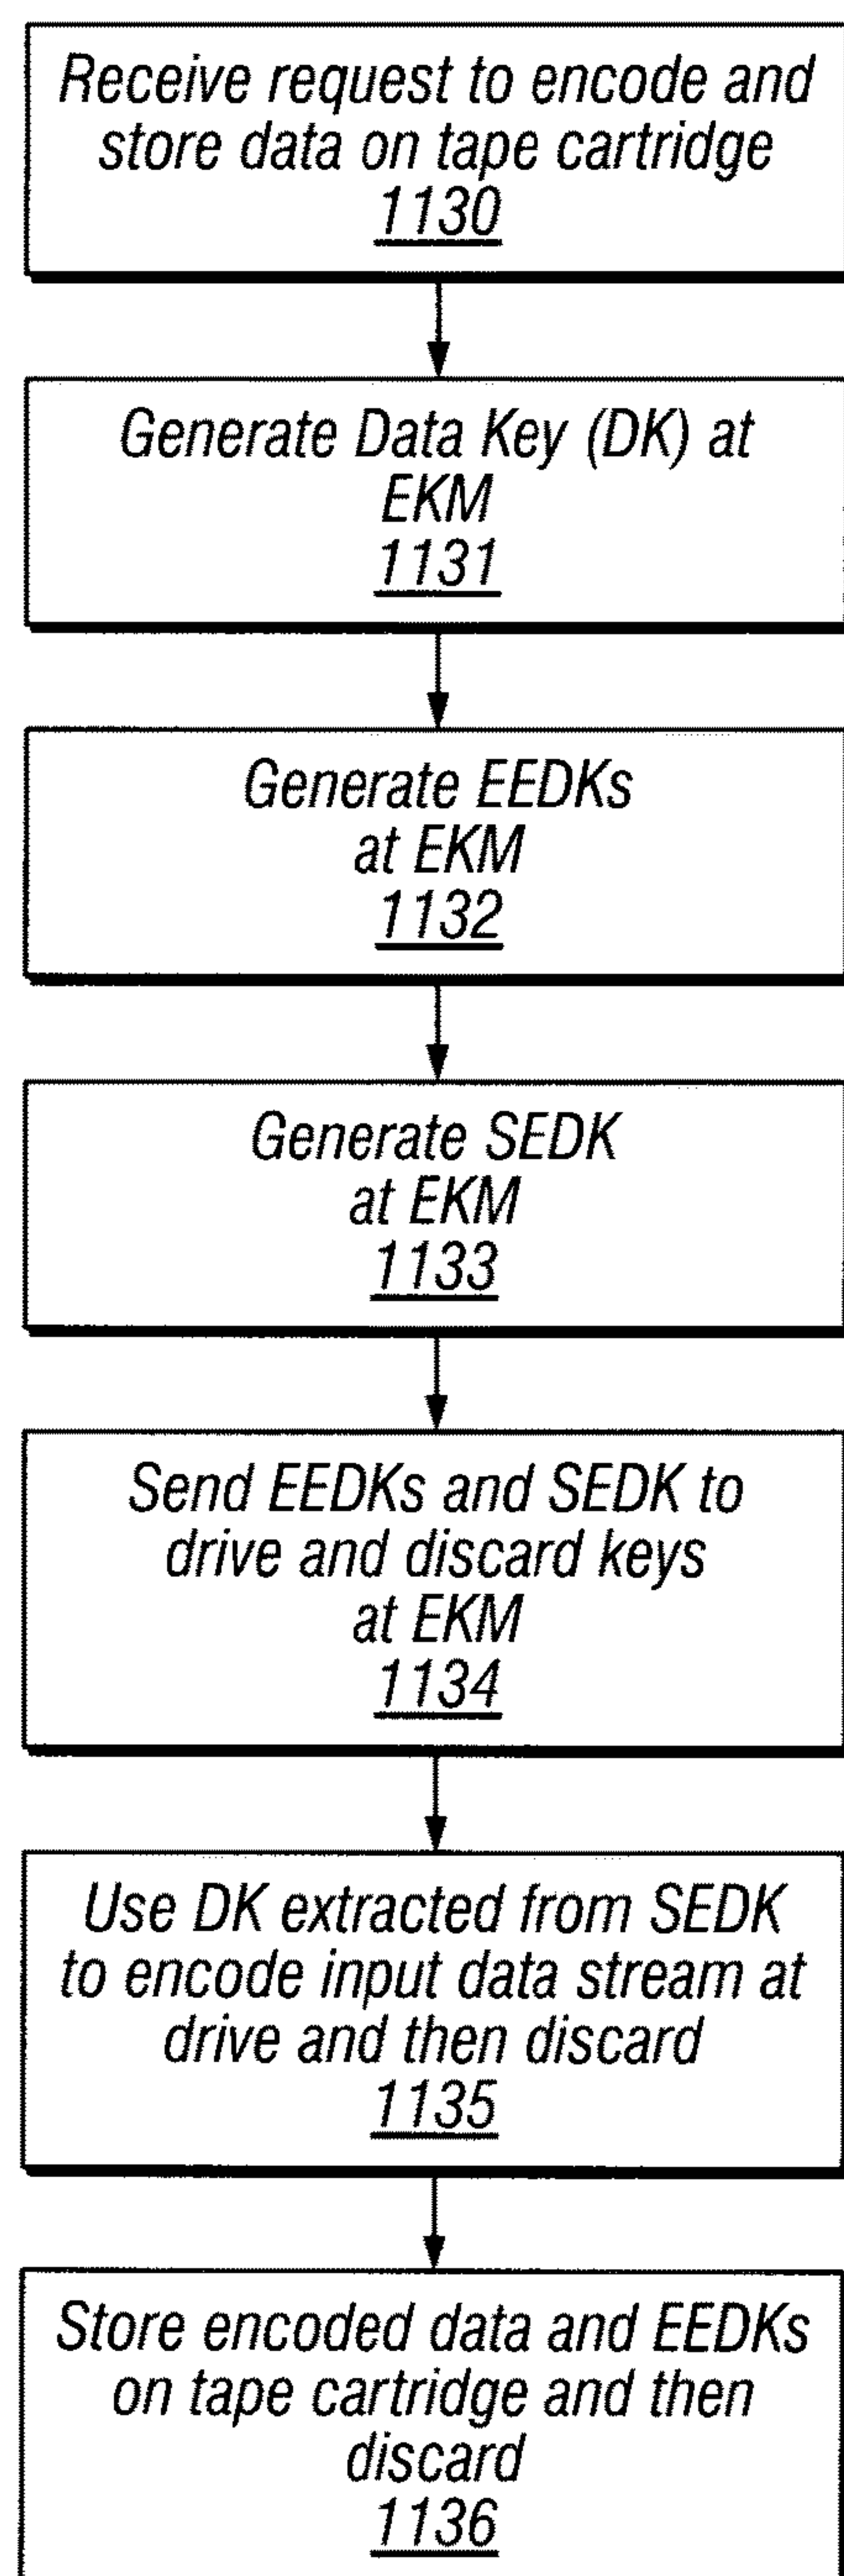 Receive request to encode and
store data on tape cartridge
1130
Generate Data Key (DK) at
EKM
1131
Generate EEDKs
at EKM
1132
Generate SEDK
at EKM
1133
Send EEDKs and SEDK to
drive and discard keys
at EKM
1134
Use DK extracted from SEDK
to encode input data stream at
drive and then discard
1135
Store encoded data and EEDKs
on tape cartridge and then
discard
1136